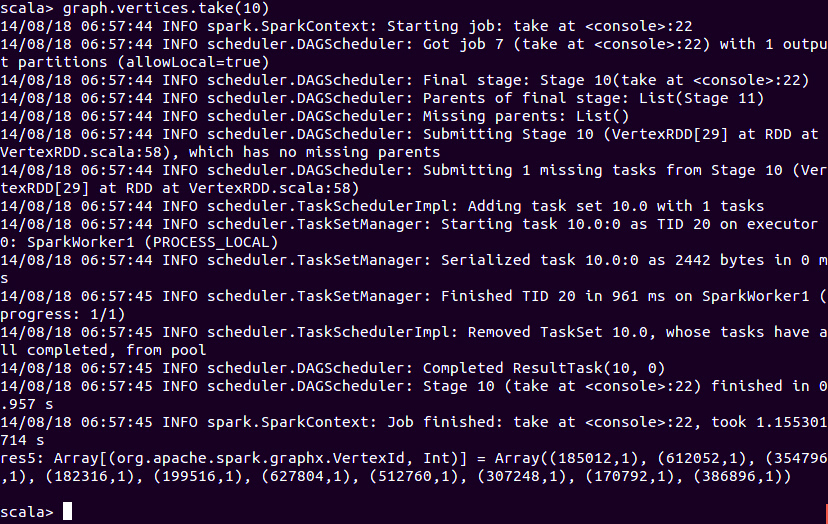 scala> graph.vertices.take(10)
14/08/18 06:57:44 INFO spark.SparkContext: Starting job: take at <console>:22
14/08/18 06:57:44 INFO scheduler.DAGScheduler: Got job 7 (take at <console>:22) with 1 outpu
t partitions (allowLocal=true)
14/08/18 06:57:44 INFO scheduler.DAGScheduler: Final stage: Stage 10(take at <console>:22)
14/08/18 06:57:44 INFO scheduler.DAGScheduler: Parents of final stage: List(Stage 11)
14/08/18 06:57:44 INFO scheduler.DAGScheduler: Missing parents: List()
14/08/18 06:57:44 INFO scheduler.DAGScheduler: Submitting Stage 10 (VertexRDD[29] at RDD at 
VertexRDD.scala:58), which has no missing parents
14/08/18 06:57:44 INFO scheduler.DAGScheduler: Submitting 1 missing tasks from Stage 10 (Ver
texRDD[29] at RDD at VertexRDD.scala:58)
14/08/18 06:57:44 INFO scheduler.TaskSchedulerImpl: Adding task set 10.0 with 1 tasks
14/08/18 06:57:44 INFO scheduler.TaskSetManager: Starting task 10.0:0 as TID 20 on executor 
0: SparkWorker1 (PROCESS_LOCAL)
14/08/18 06:57:44 INFO scheduler.TaskSetManager: Serialized task 10.0:0 as 2442 bytes in 0 m
s
14/08/18 06:57:45 INFO scheduler.TaskSetManager: Finished TID 20 in 961 ms on SparkWorker1 (
progress: 1/1)
14/08/18 06:57:45 INFO scheduler.TaskSchedulerImpl: Removed TaskSet 10.0, whose tasks have a
ll completed, from pool
14/08/18 06:57:45 INFO scheduler.DAGScheduler: Completed ResultTask(10, 0)
14/08/18 06:57:45 INFO scheduler.DAGScheduler: Stage 10 (take at <console>:22) finished in 0
.957 s
14/08/18 06:57:45 INFO spark.SparkContext: Job finished: take at <console>:22, took 1.155301
714 s
res5: Array[(org.apache.spark.graphx.VertexId, Int)] = Array((185012,1), (612052,1), (354796
,1), (182316,1), (199516,1), (627804,1), (512760,1), (307248,1), (170792,1), (386896,1))
scala>